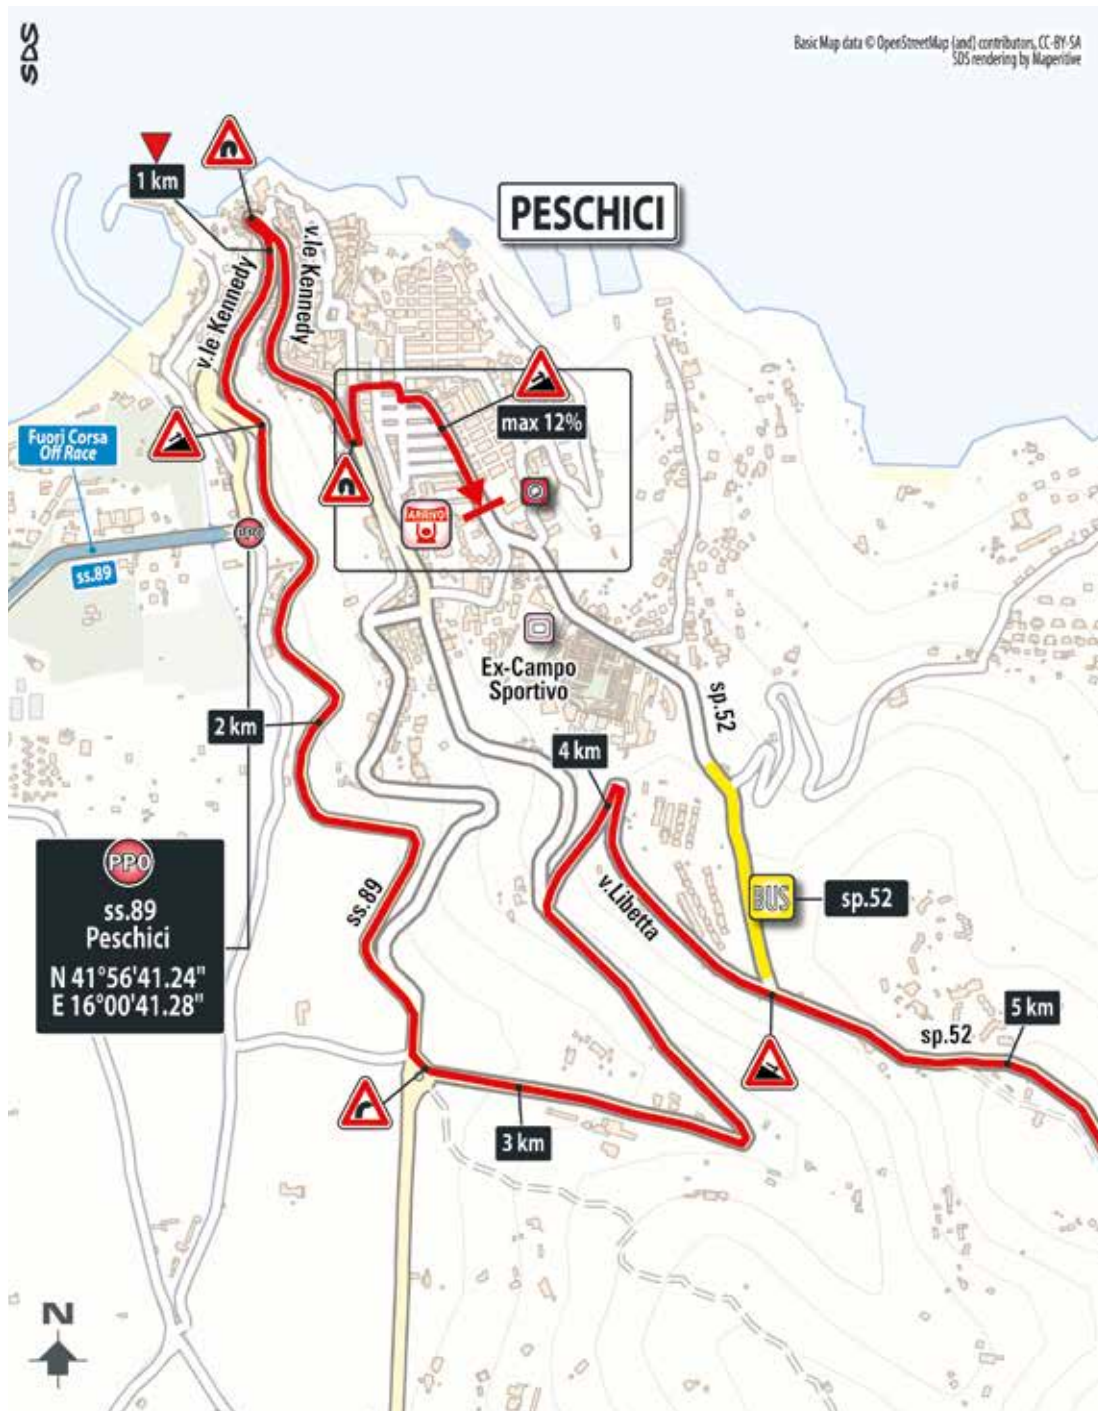 SDS
Basic Map data © OpenStreetMap (and) contributors, CC-BY-SA
SDS rendering by Maperitive
1 km
PESCHICI
v.le Kennedy
v.le Kennedy
max 12%
Fuori Corsa
Off Race
ARRIVO
PPO
ss.89
Ex-Campo
Sportivo
sp.52
2 km
4 km
PPO
ss.89
Peschici
N 41°56'41.24"
E 16°00'41.28"
ss.89
v.Libetta
BUS
sp.52
5 km
sp.52
3 km
N